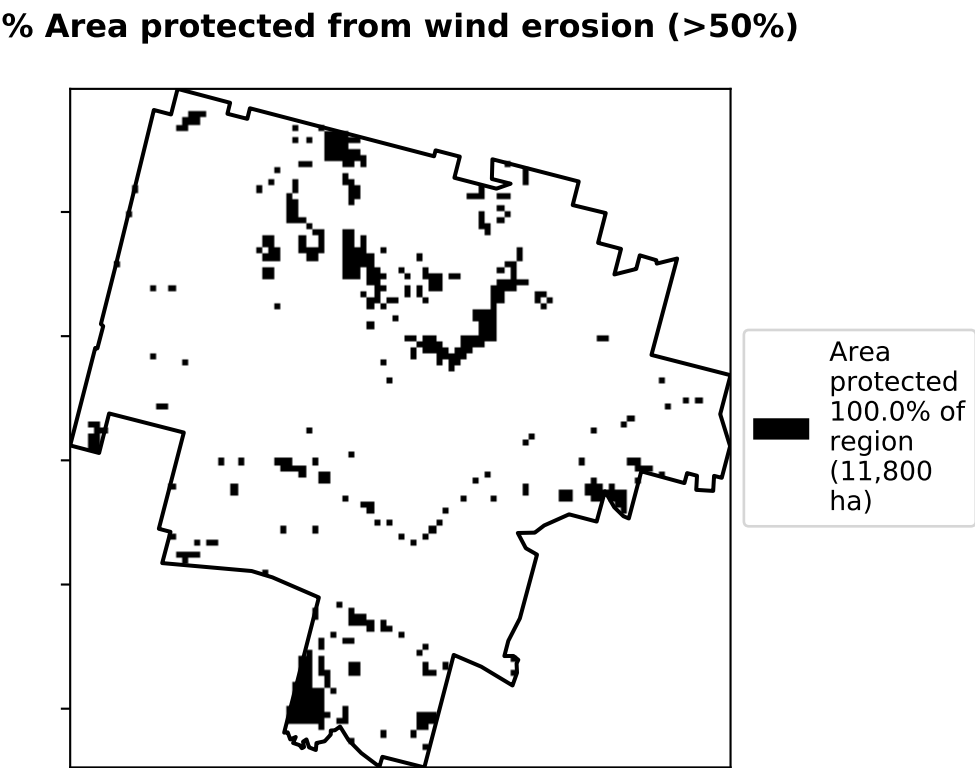 % Area protected from wind erosion (>50%)
Area
protected
100.0% of
region
(11,800
ha)